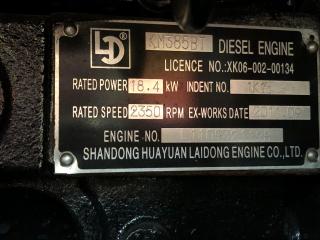 LD KM385BT DIESEL ENGINE
LICENCE NO.:XK06-002-00134
RATED POWER 18.4 kW INDENT NO.
RATED SPEED 2350 RPM EX-WORKS DATE
ENGINE NO.
SHANDONG HUAYUAN LAIDONG ENGINE CO.,LTD.